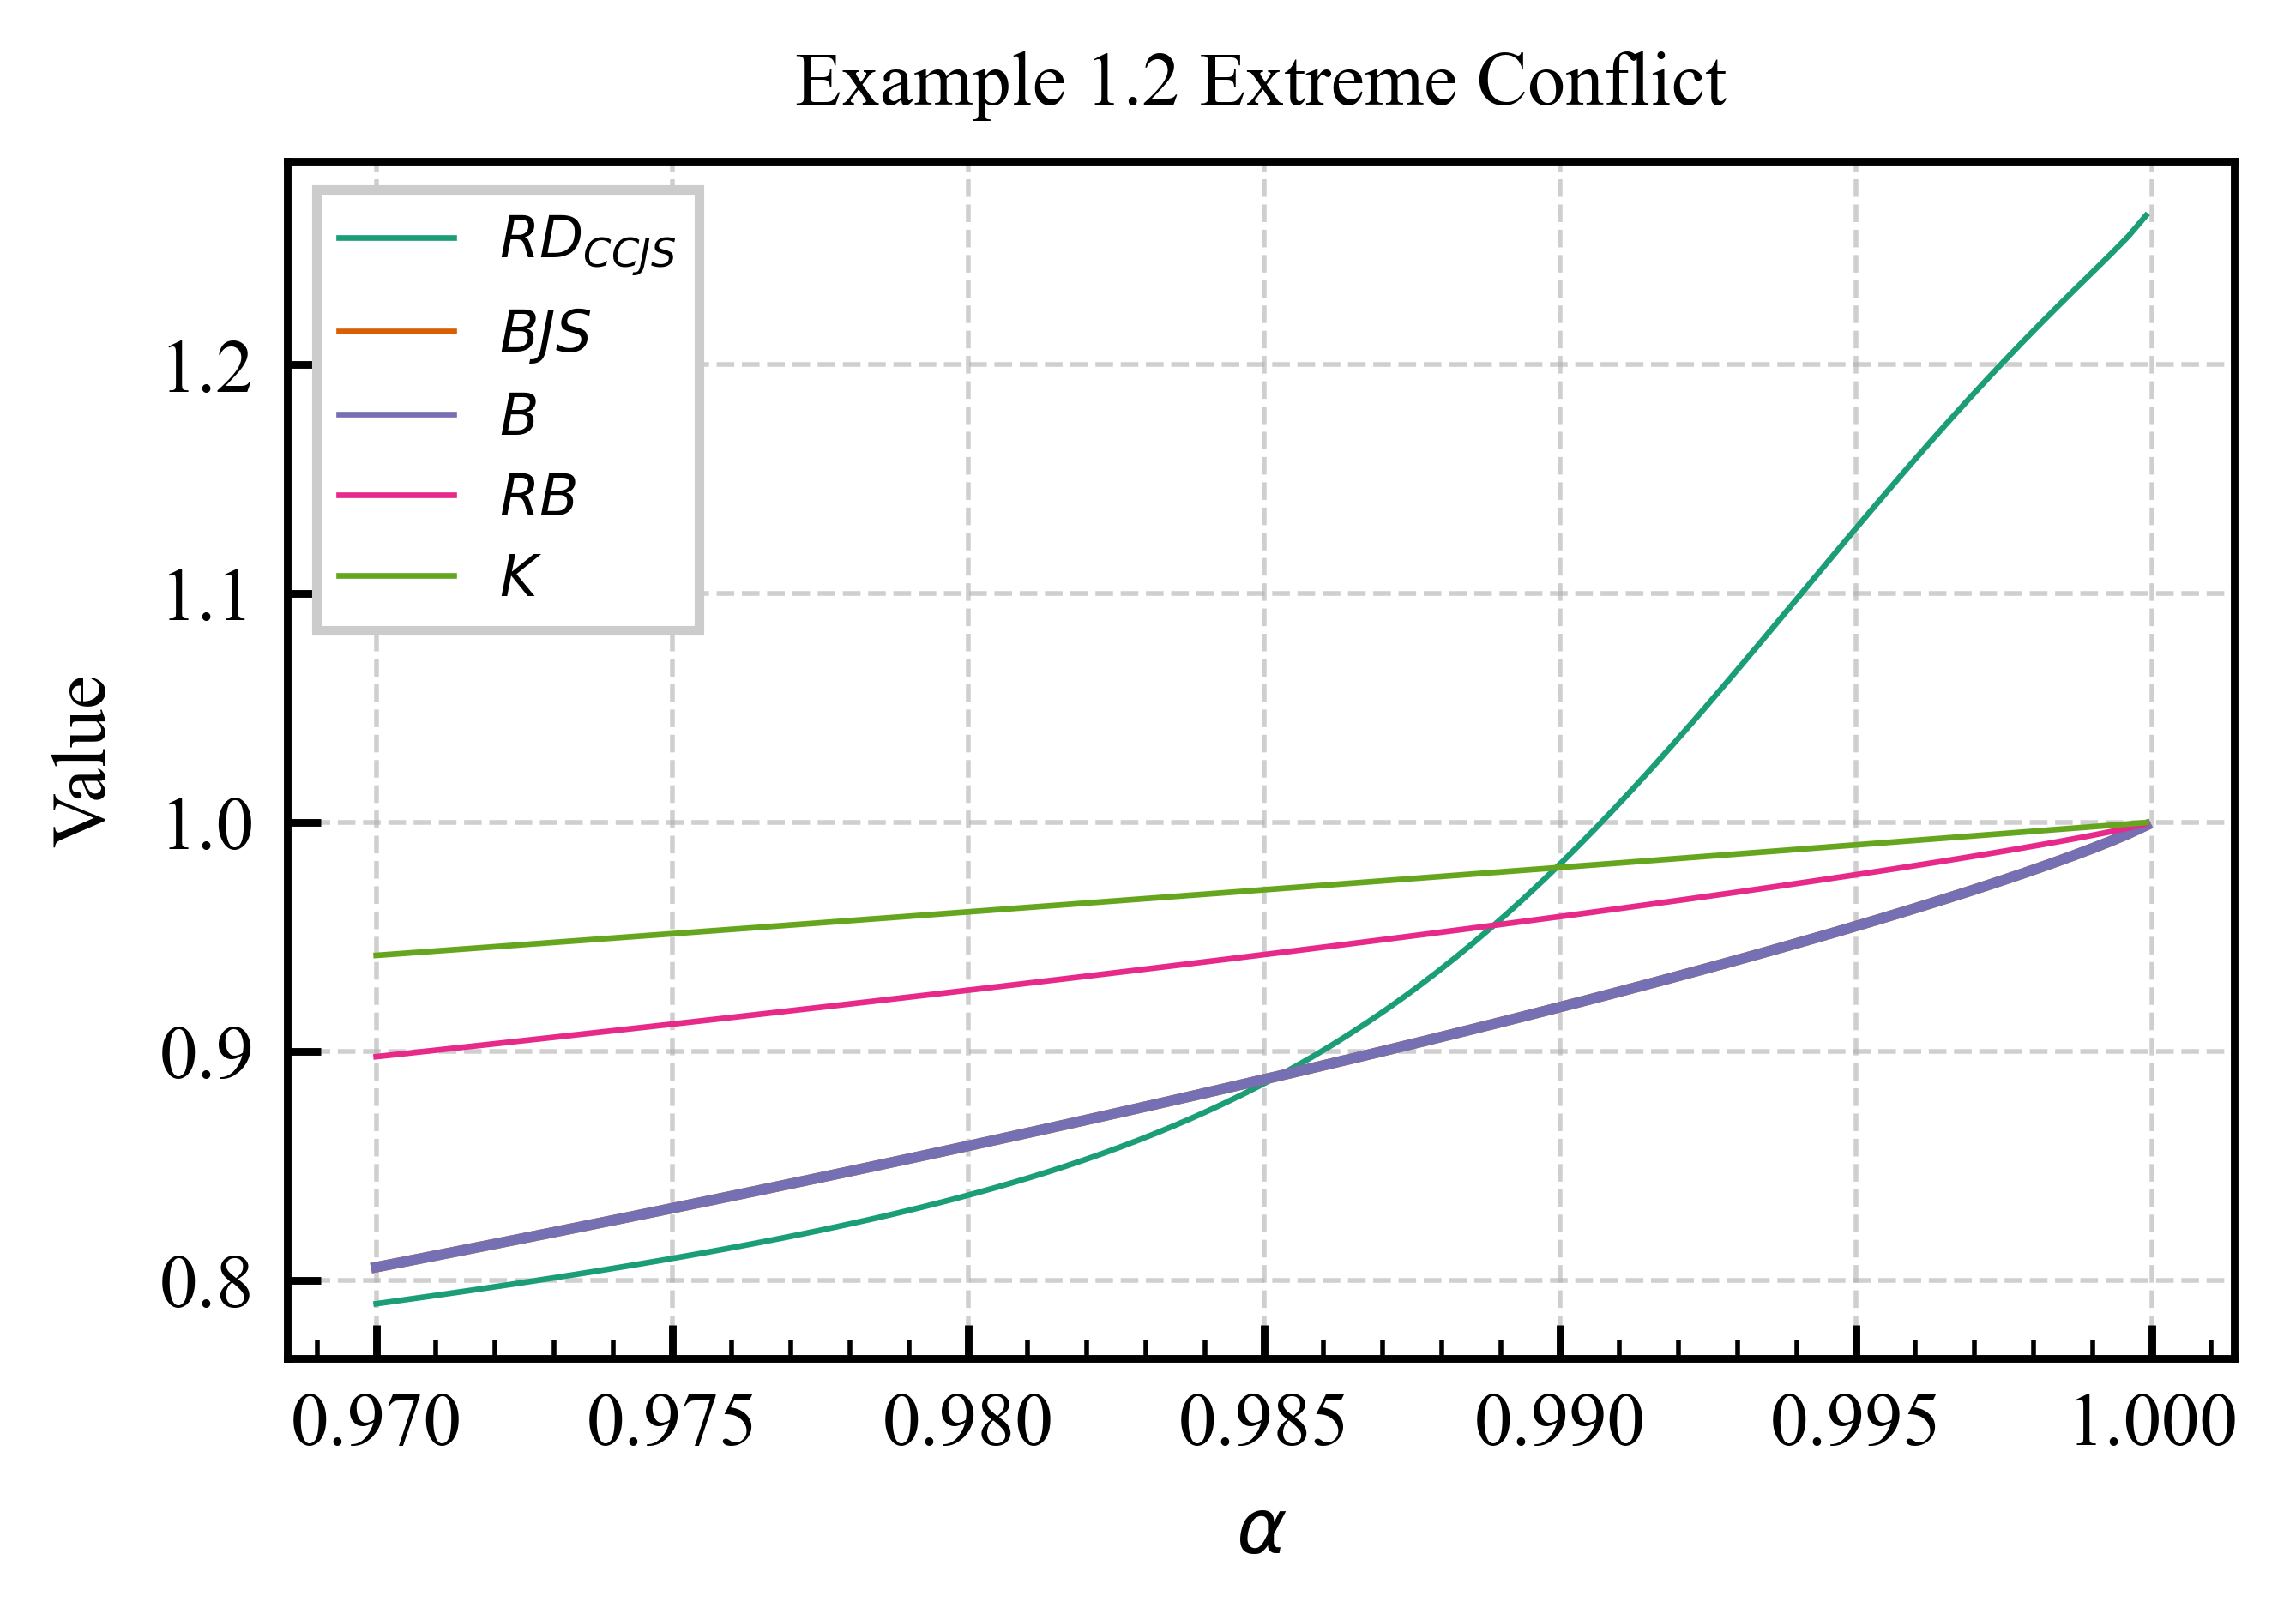 Example 1.2 Extreme Conflict
RD_CCJS
BJS
B
RB
K
Value
1.2
1.1
1.0
0.9
0.8
0.970 0.975 0.980 0.985 0.990 0.995 1.000
α